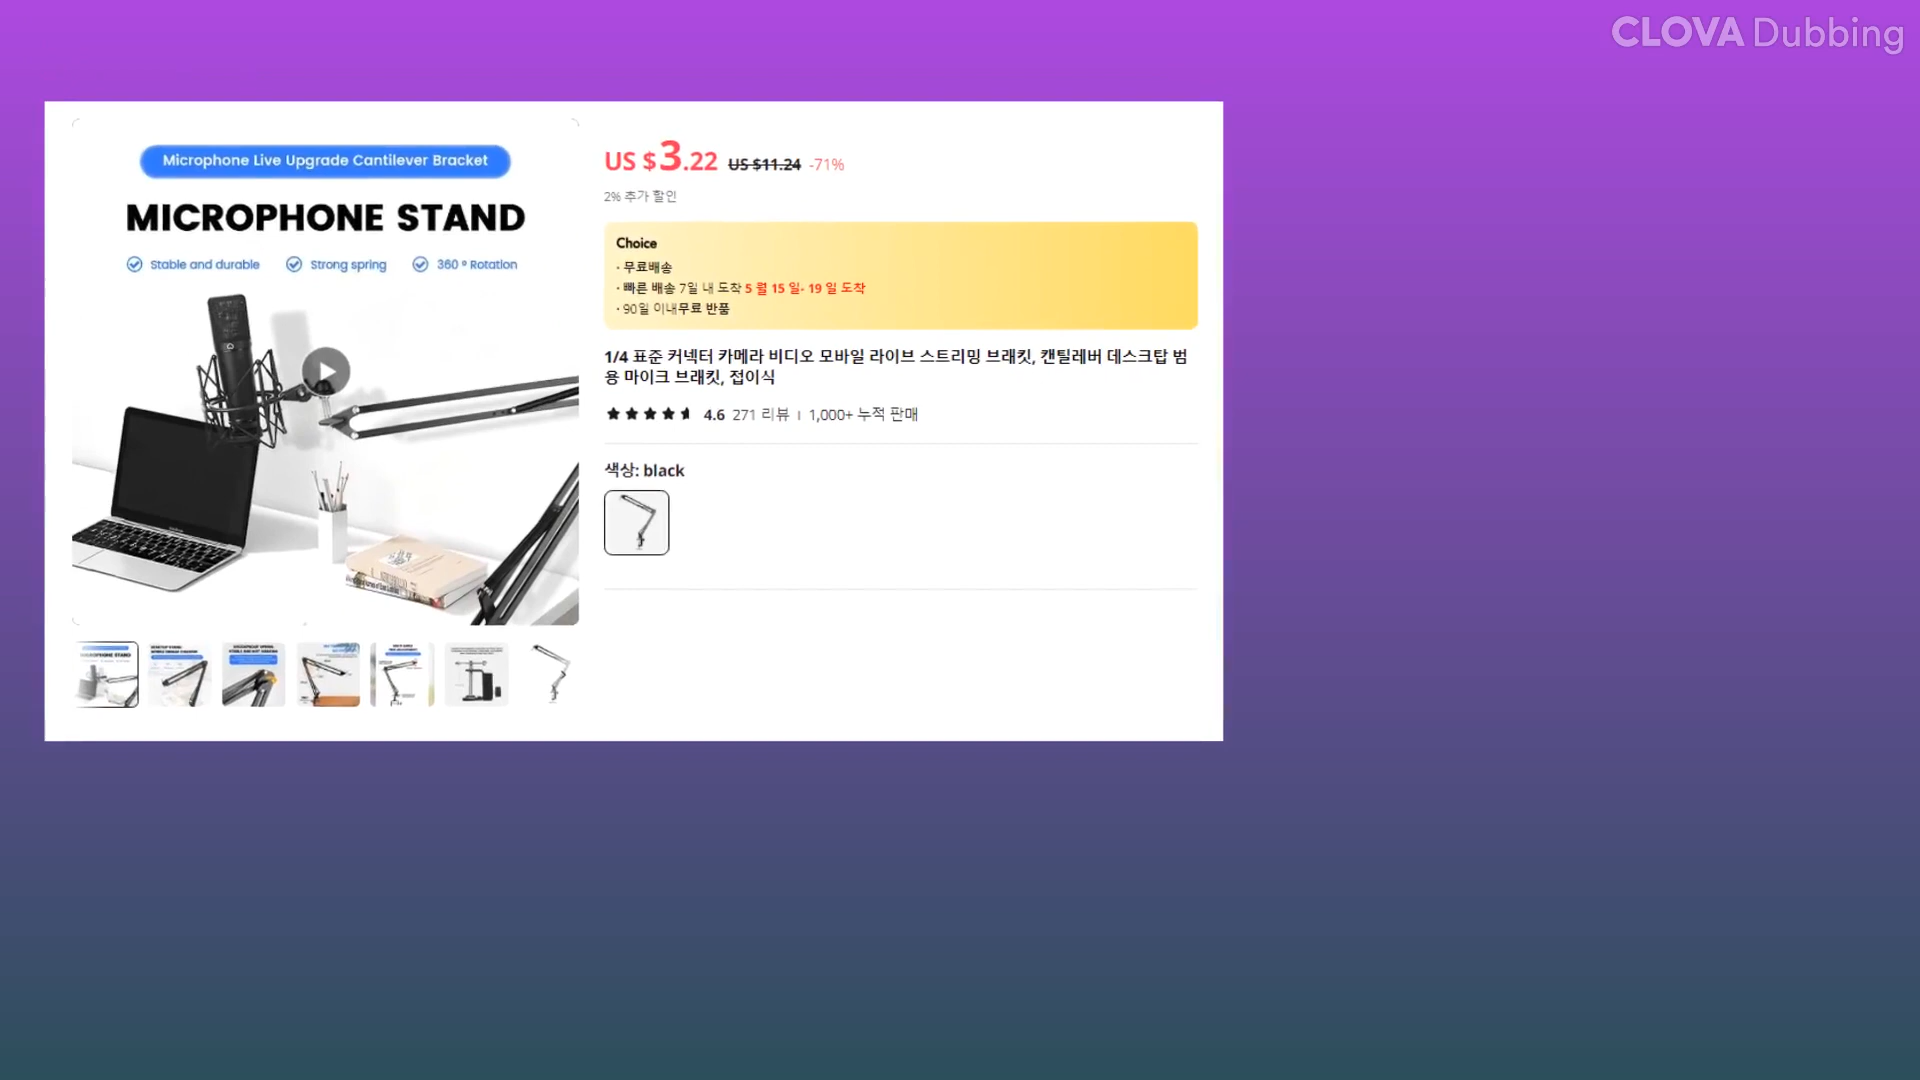 CLOVA Dubbing
Microphone Live Upgrade Cantilever Bracket
MICROPHONE STAND
Stable and durable
Strong spring
360 º Rotation
US $3.22 US $11.24 -71%
2% 추가 할인
Choice
· 무료배송
· 빠른 배송 7일 내 도착 5 월 15 일- 19 일 도착
· 90일 이내무료 반품
1/4 표준 커넥터 카메라 비디오 모바일 라이브 스트리밍 브래킷, 캔틸레버 데스크탑 범
용 마이크 브래킷, 접이식
4.6 271 리뷰 | 1,000+ 누적 판매
색상: black
MICROPHONE STAND